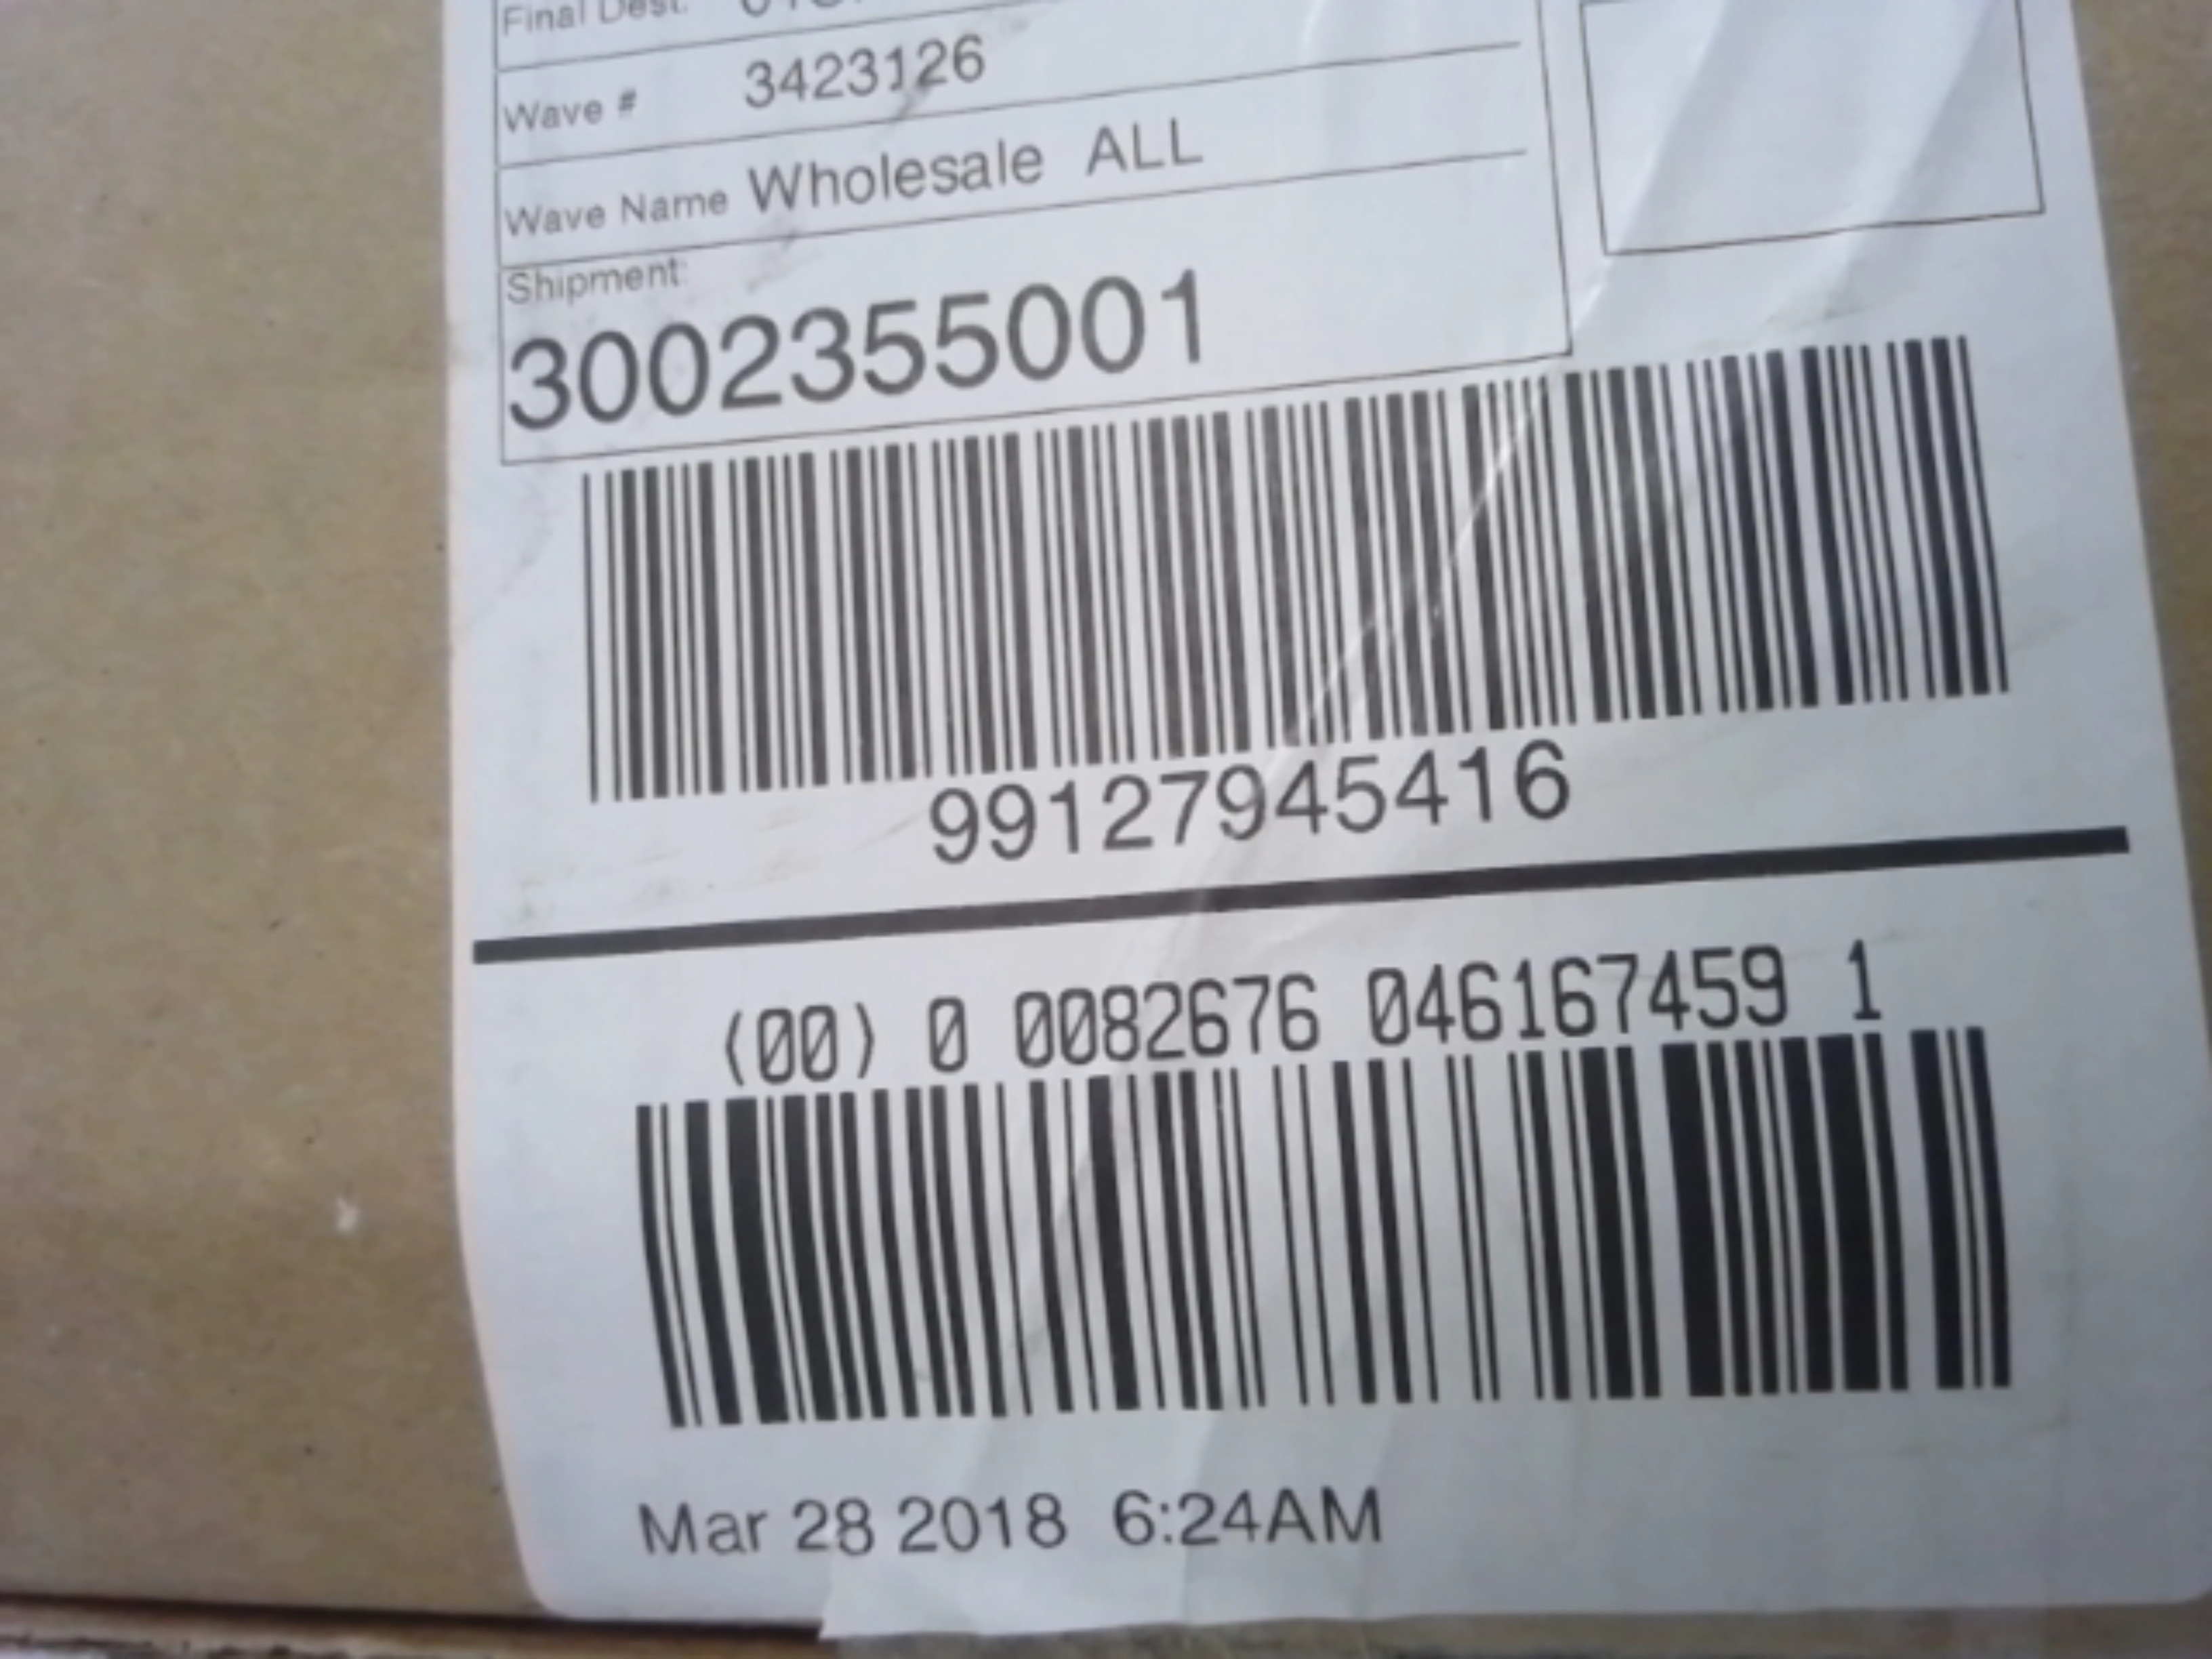 Final Dest.
Wave # 3423126
Wave Name Wholesale ALL
Shipment:
3002355001
99127945416
(00) 0 0082676 046167459 1
Mar 28 2018 6:24AM